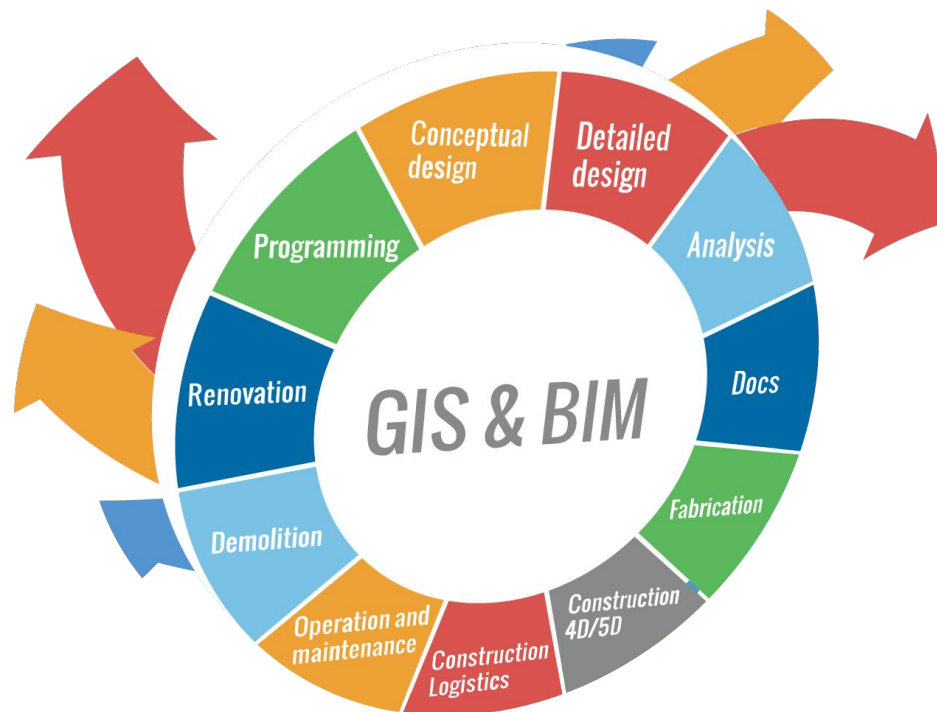 Conceptual
design
Detailed
design
Analysis
Docs
Fabrication
Construction
4D/5D
Construction
Logistics
Operation and
maintenance
Demolition
Renovation
Programming
GIS & BIM